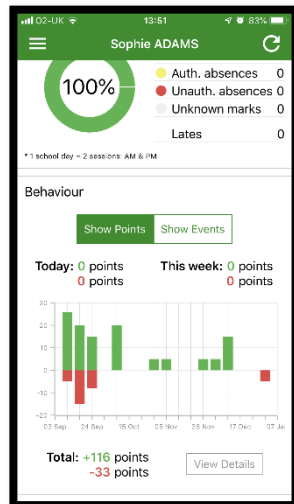 O2-UK 13:51 83%
Sophie ADAMS
100%
Auth. absences 0
Unauth. absences 0
Unknown marks 0
Lates 0
* 1 school day = 2 sessions: AM & PM
Behaviour
Show Points Show Events
Today: 0 points This week: 0 points
0 points 0 points
30
20
10
0
-10
-20
03 Sep 24 Sep 15 Oct 05 Nov 26 Nov 17 Dec 07 Ja
Total: +116 points
-33 points
View Details